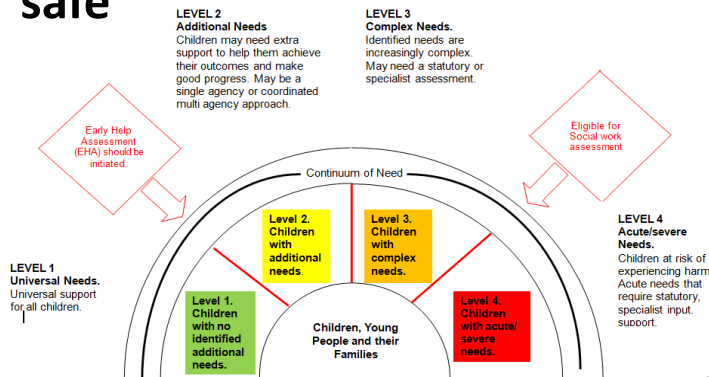 safe
LEVEL 2
Additional Needs
Children may need extra
support to help them achieve
their outcomes and make
good progress. May be a
single agency or coordinated
multi agency approach.
LEVEL 3
Complex Needs.
Identified needs are
increasingly complex.
May need a statutory or
specialist assessment.
Early Help
Assessment
(EHA) should be
initiated.
Eligible for
Social work
assessment
Continuum of Need
LEVEL 1
Universal Needs.
Universal support
for all children.
Level 1.
Children
with no
identified
additional
needs.
Level 2.
Children
with
additional
needs.
Level 3.
Children
with
complex
needs.
Level 4.
Children
with acute/
severe
needs.
Children, Young
People and their
Families
LEVEL 4
Acute/severe
Needs.
Children at risk of
experiencing harm
Acute needs that
require statutory,
specialist input.
support.